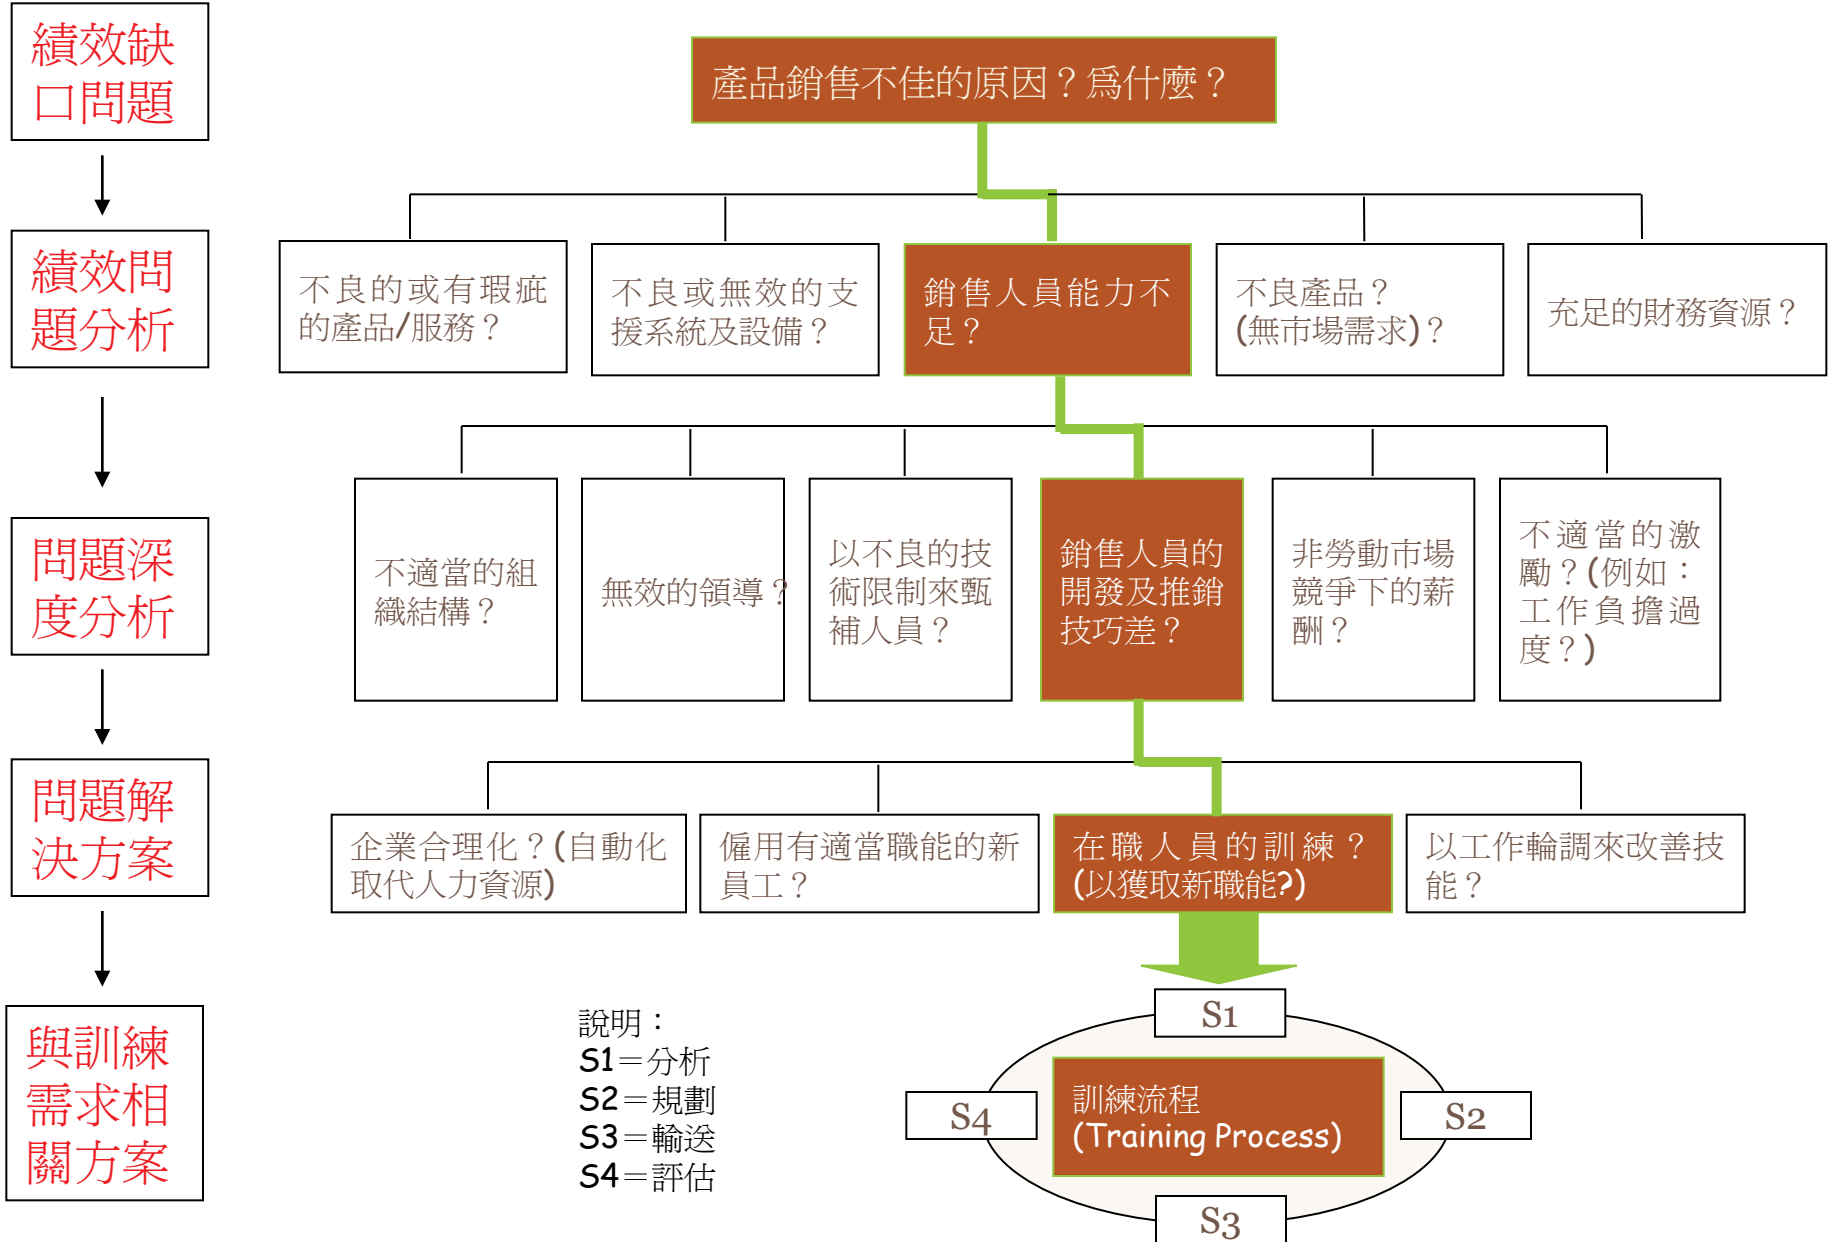 績效缺
口問題
產品銷售不佳的原因？為什麼？
績效問
題分析
不良的或有瑕疵
的產品/服務？
不良或無效的支
援系統及設備？
銷售人員能力不
足？
不良產品？
(無市場需求)？
充足的財務資源？
問題深
度分析
不適當的組
織結構？
無效的領導？
以不良的技
術限制來甄
補人員？
銷售人員的
開發及推銷
技巧差？
非勞動市場
競爭下的薪
酬？
不適當的激
勵？(例如：
工作負擔過
度？)
問題解
決方案
企業合理化？(自動化
取代人力資源)
僱用有適當職能的新
員工？
在職人員的訓練？
(以獲取新職能?)
以工作輪調來改善技
能？
與訓練
需求相
關方案
說明：
S1＝分析
S2＝規劃
S3＝輸送
S4＝評估
S1
S4
訓練流程
(Training Process)
S2
S3